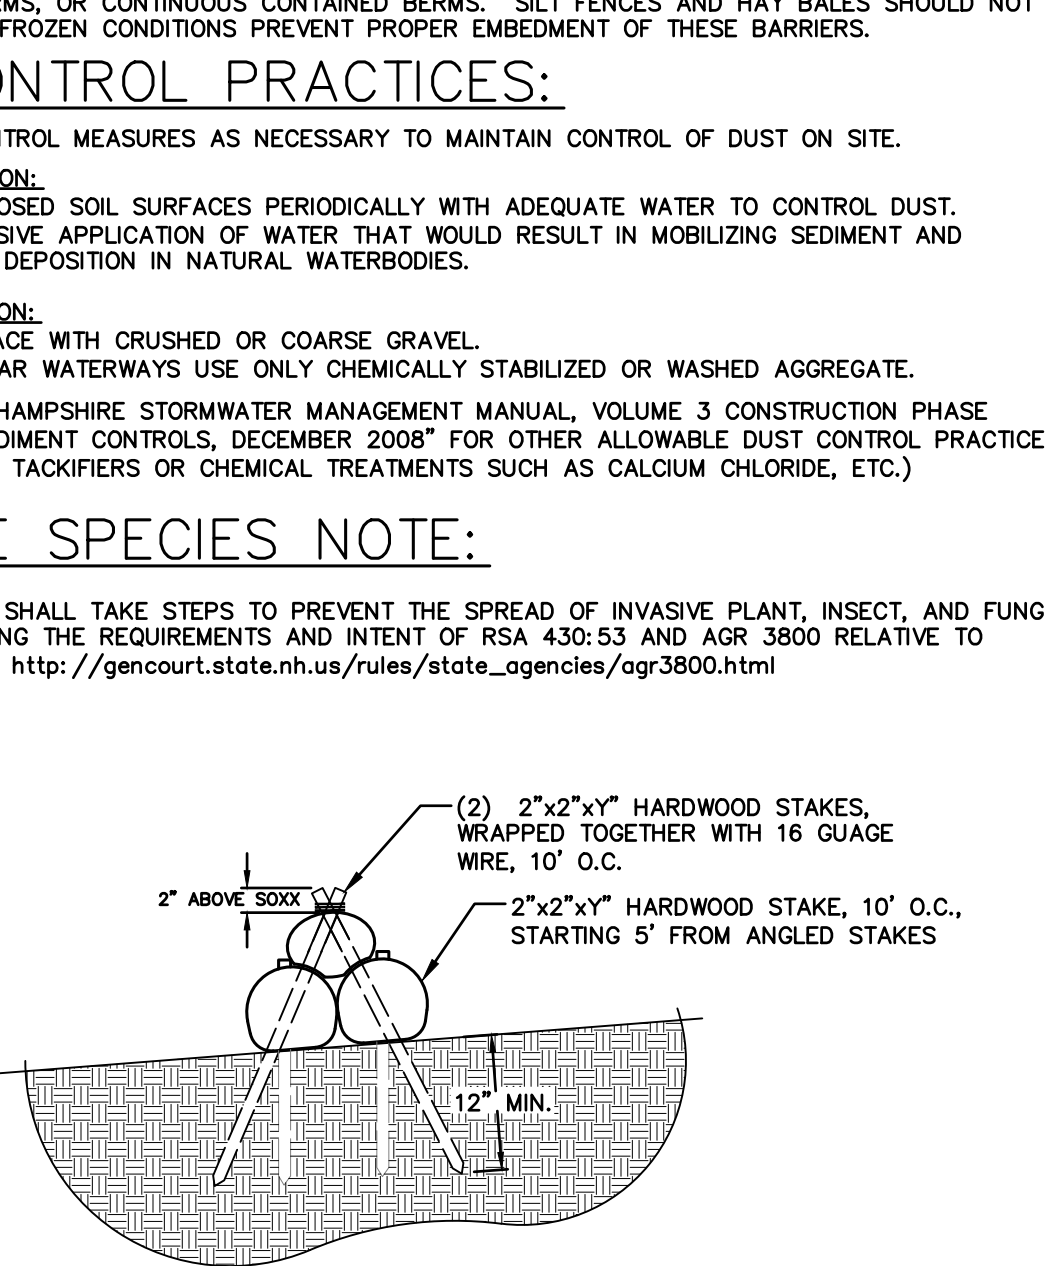 RMS, OR CONTINUOUS CONTAINED BERMS. SILT FENCES AND HAY BALES SHOULD NOT
FROZEN CONDITIONS PREVENT PROPER EMBEDMENT OF THESE BARRIERS.
ONTROL PRACTICES:
NTROL MEASURES AS NECESSARY TO MAINTAIN CONTROL OF DUST ON SITE.
ON:
OSED SOIL SURFACES PERIODICALLY WITH ADEQUATE WATER TO CONTROL DUST.
SIVE APPLICATION OF WATER THAT WOULD RESULT IN MOBILIZING SEDIMENT AND
DEPOSITION IN NATURAL WATERBODIES.
ON:
ACE WITH CRUSHED OR COARSE GRAVEL.
AR WATERWAYS USE ONLY CHEMICALLY STABILIZED OR WASHED AGGREGATE.
HAMPSHIRE STORMWATER MANAGEMENT MANUAL, VOLUME 3 CONSTRUCTION PHASE
DIMENT CONTROLS, DECEMBER 2008" FOR OTHER ALLOWABLE DUST CONTROL PRACTICE
TACKIFIERS OR CHEMICAL TREATMENTS SUCH AS CALCIUM CHLORIDE, ETC.)
E SPECIES NOTE:
SHALL TAKE STEPS TO PREVENT THE SPREAD OF INVASIVE PLANT, INSECT, AND FUNG
NG THE REQUIREMENTS AND INTENT OF RSA 430:53 AND AGR 3800 RELATIVE TO
http://gencourt.state.nh.us/rules/state_agencies/agr3800.html
(2) 2"x2"xY" HARDWOOD STAKES,
WRAPPED TOGETHER WITH 16 GUAGE
WIRE, 10' O.C.
2" ABOVE SOXX
2"x2"xY" HARDWOOD STAKE, 10' O.C.,
STARTING 5' FROM ANGLED STAKES
12" MIN.